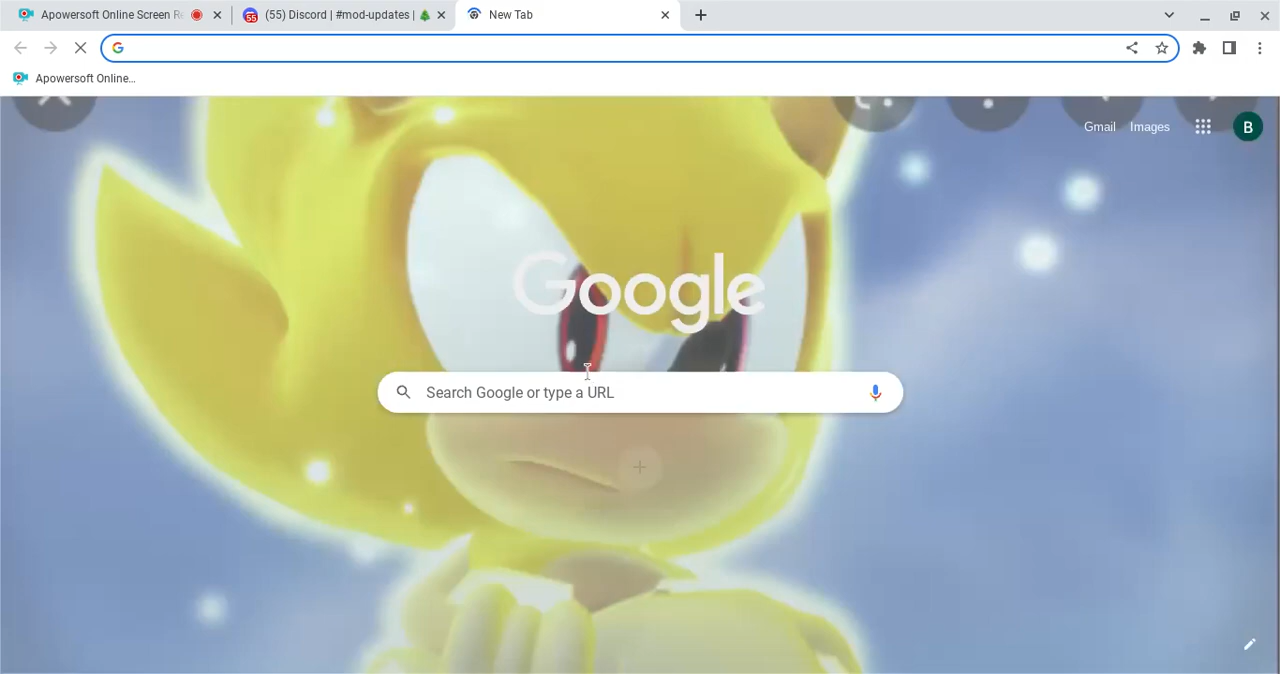 Apowersoft Online Screen Re
(55) Discord | #mod-updates |
New Tab
Apowersoft Online...
Gmail Images
B
Google
Search Google or type a URL